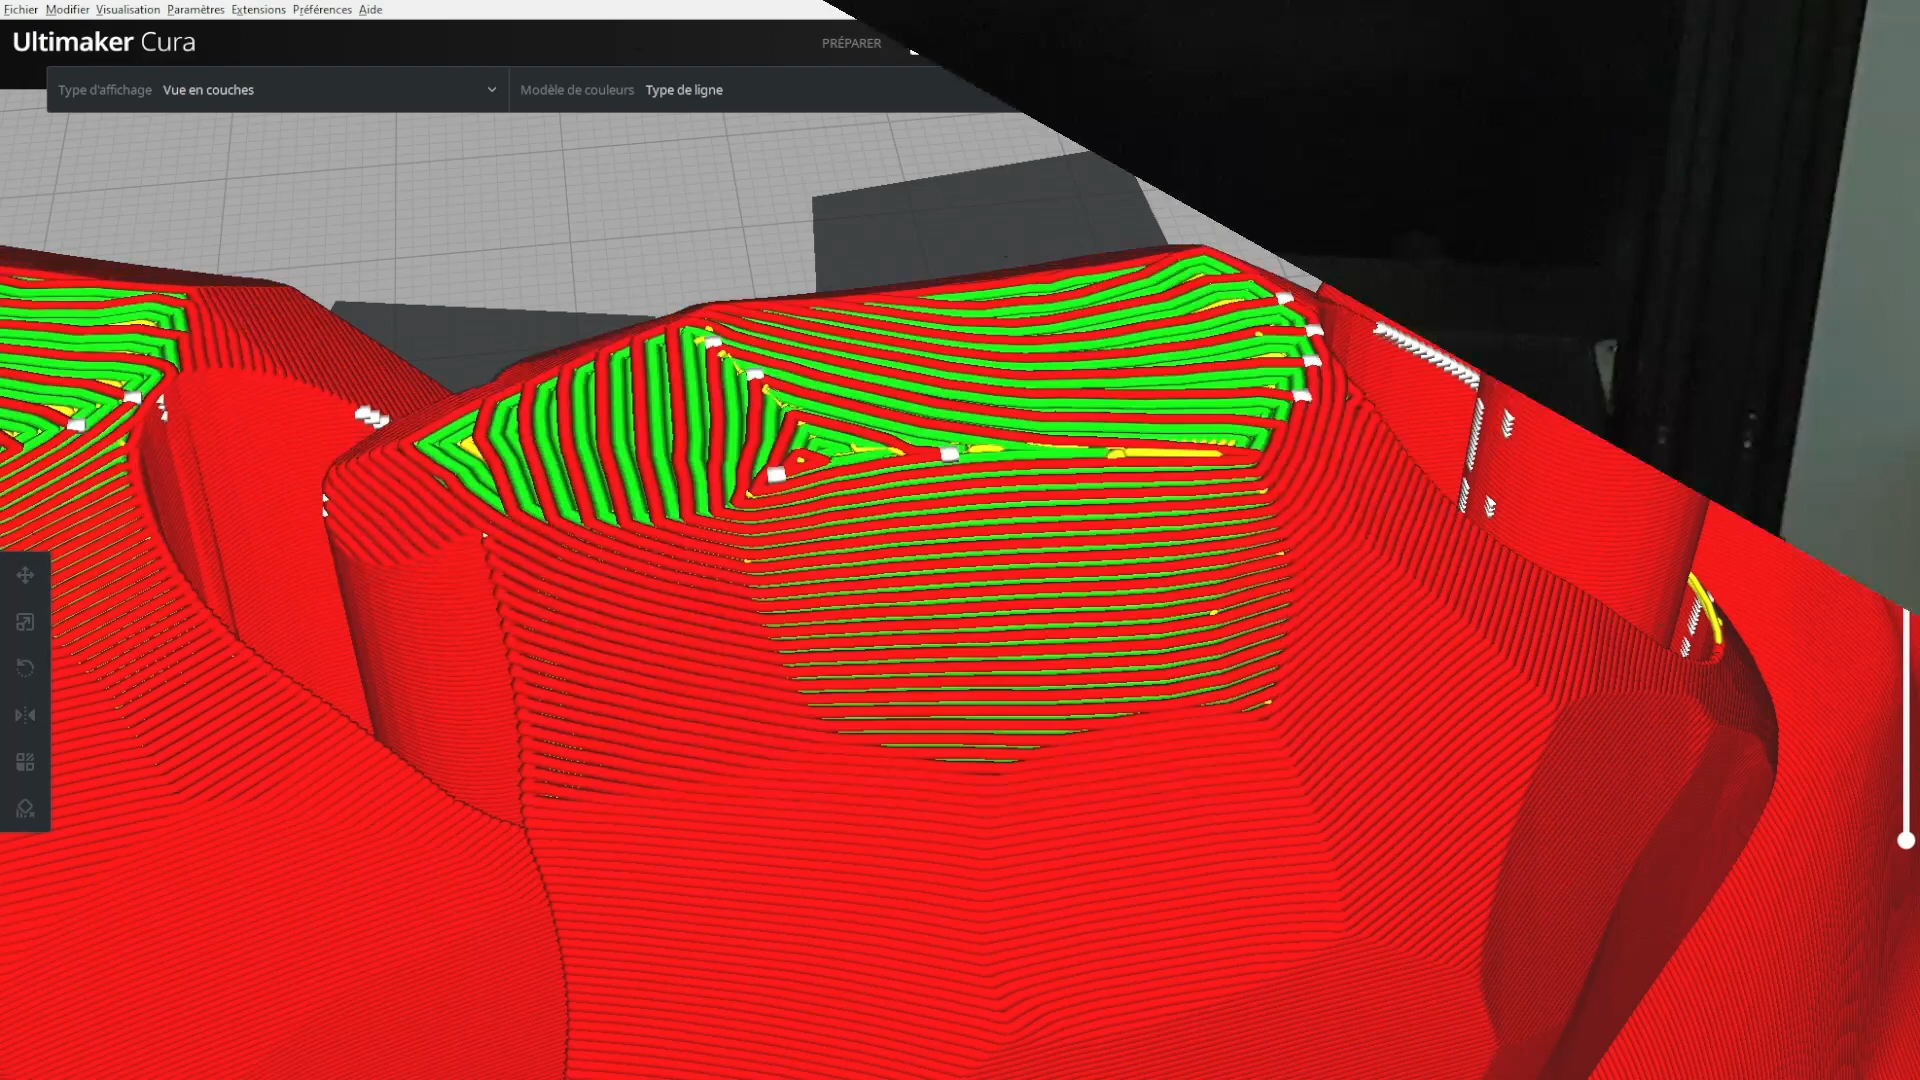 Fichier Modifier Visualisation Paramètres Extensions Préférences Aide
Ultimaker Cura
PRÉPARER
Type d'affichage Vue en couches
Modèle de couleurs Type de ligne